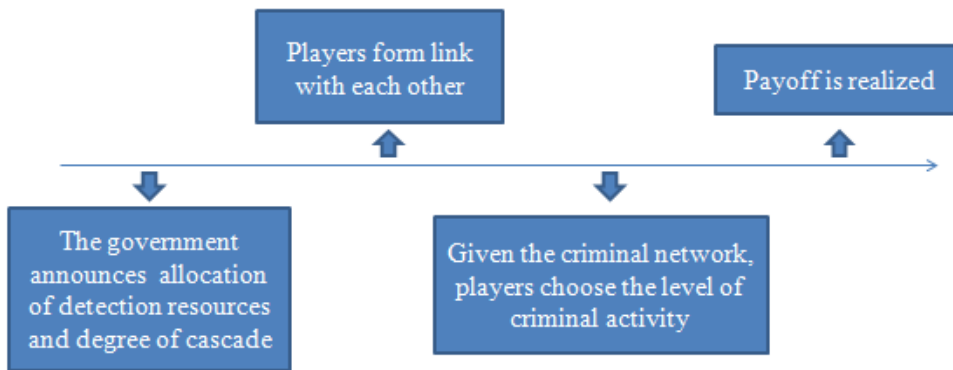 Players form link
with each other
Payoff is realized
The government
announces allocation
of detection resources
and degree of cascade
Given the criminal network,
players choose the level of
criminal activity